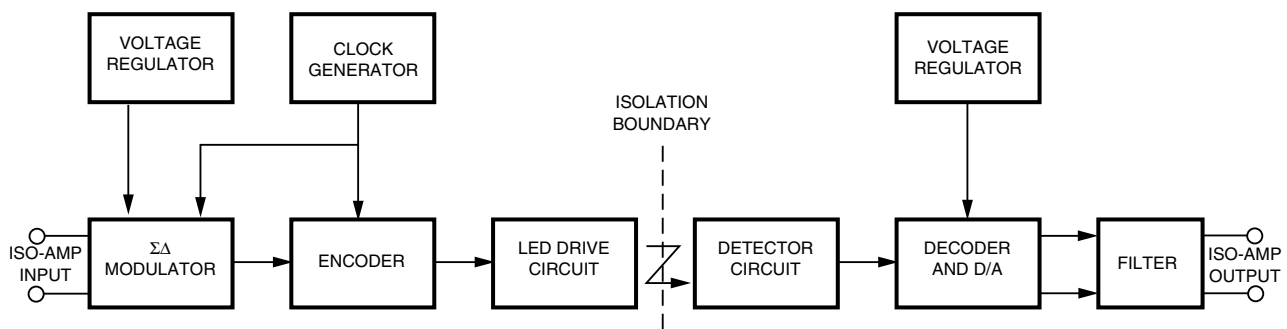 VOLTAGE
REGULATOR
CLOCK
GENERATOR
VOLTAGE
REGULATOR
ISOLATION
BOUNDARY
ISO-AMP
INPUT
ΣΔ
MODULATOR
ENCODER
LED DRIVE
CIRCUIT
DETECTOR
CIRCUIT
DECODER
AND D/A
FILTER
ISO-AMP
OUTPUT